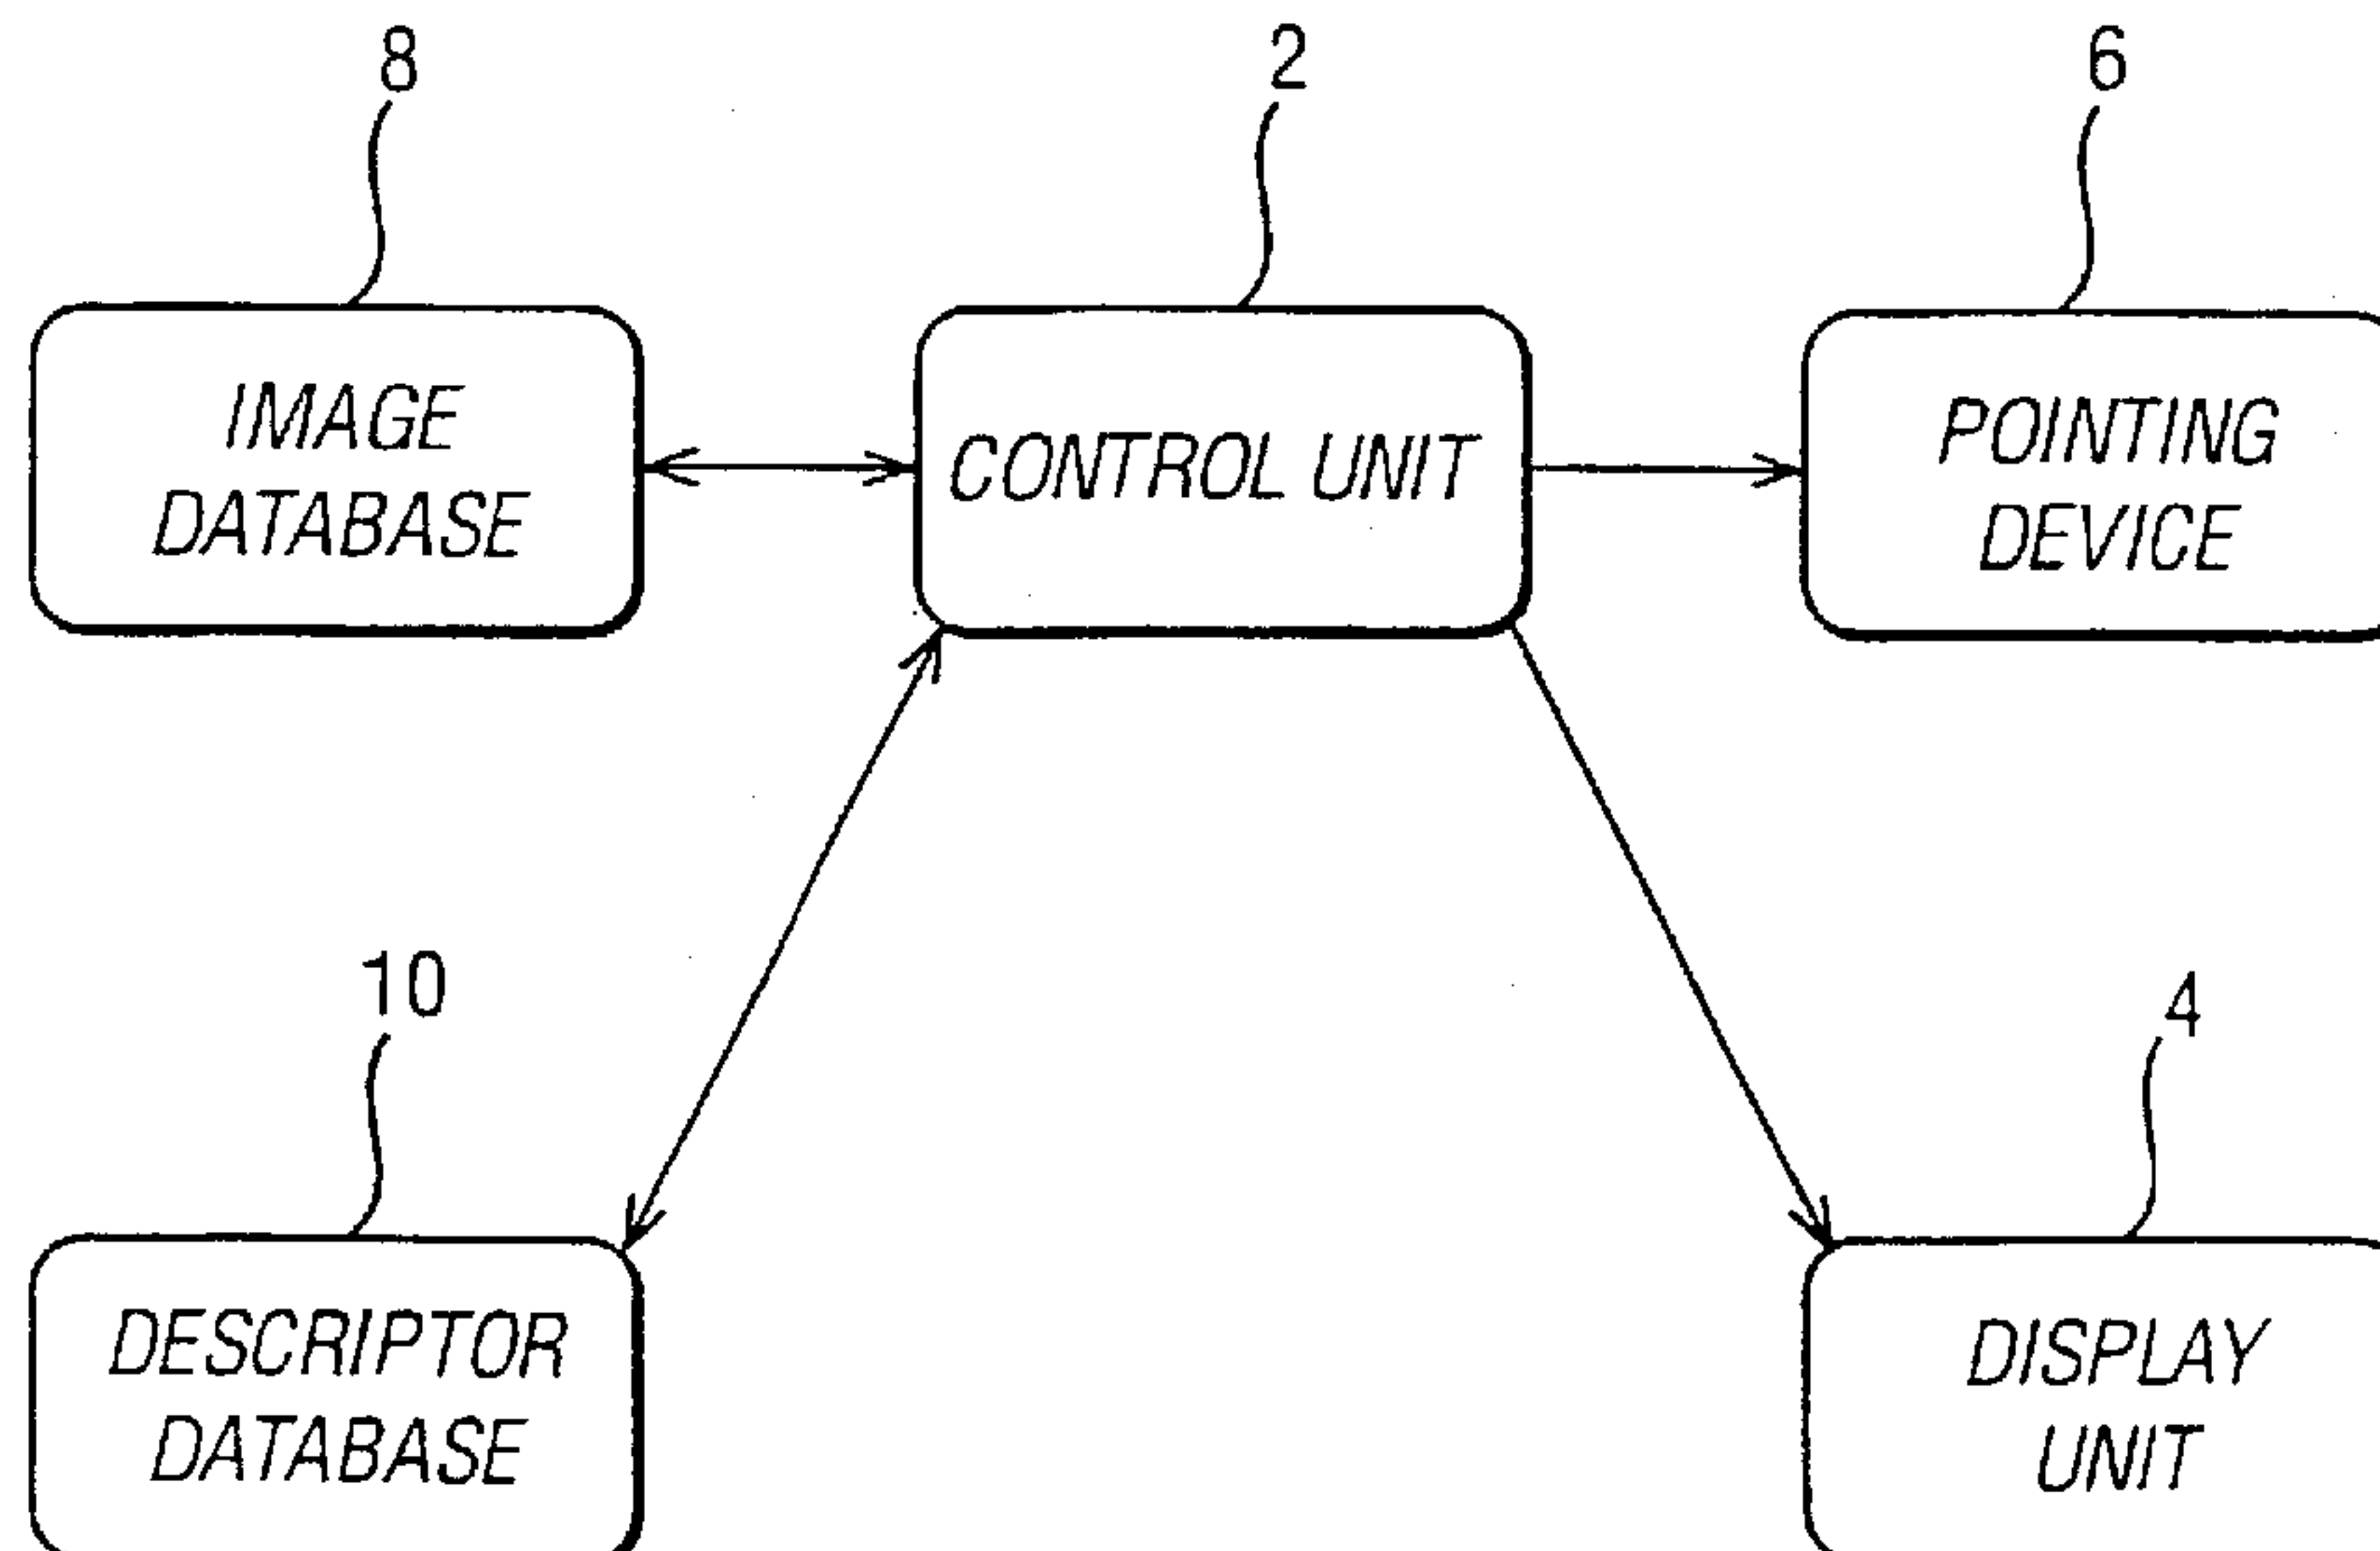 8
2
6
IMAGE
DATABASE
CONTROL UNIT
POINTING
DEVICE
10
4
DESCRIPTOR
DATABASE
DISPLAY
UNIT